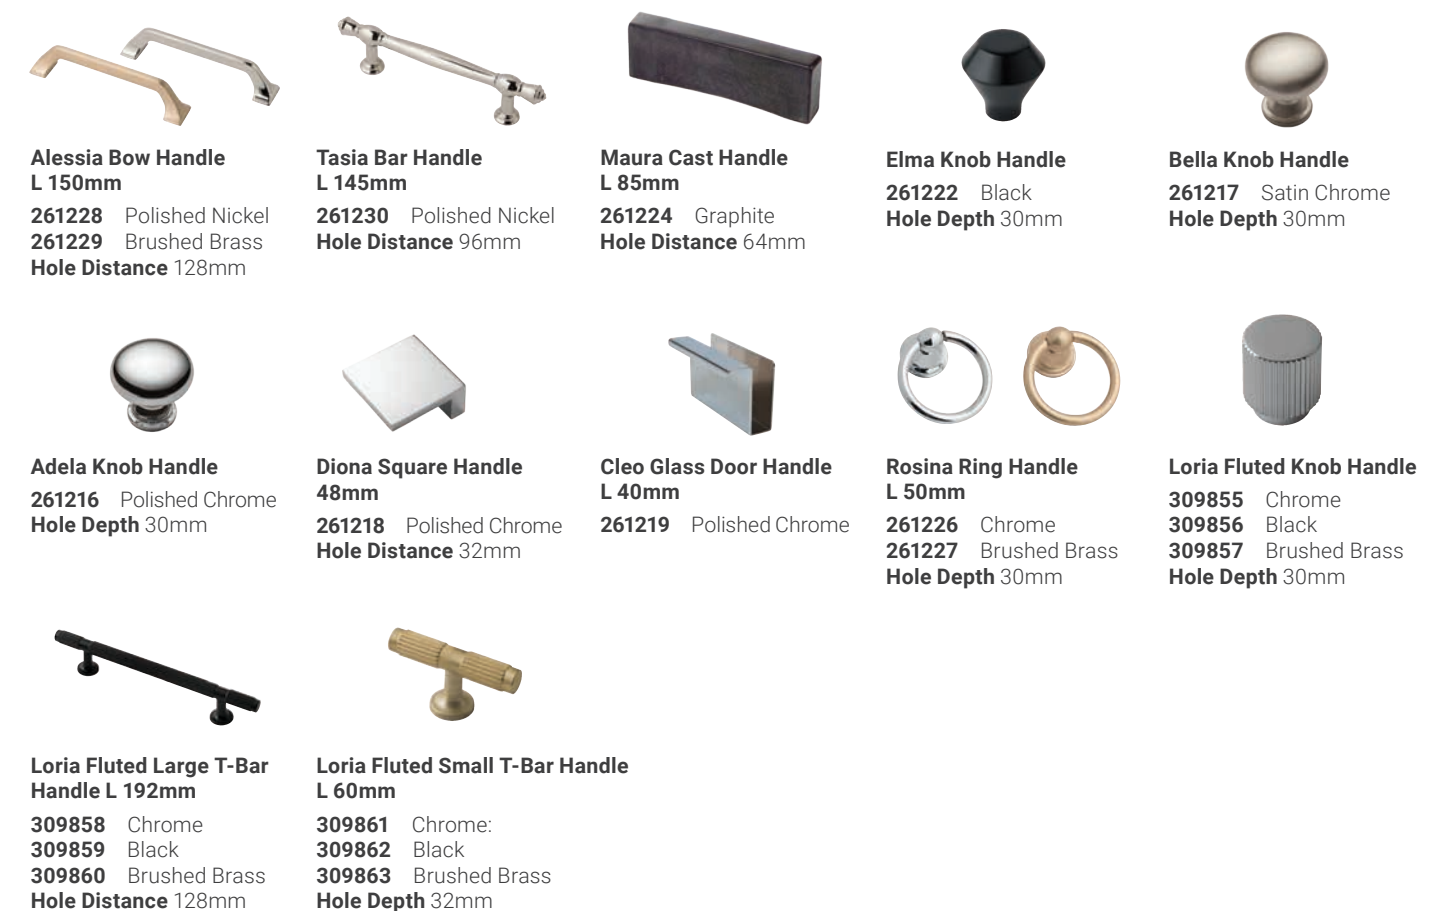 Alessia Bow Handle
L 150mm
261228 Polished Nickel
261229 Brushed Brass
Hole Distance 128mm
Tasia Bar Handle
L 145mm
261230 Polished Nickel
Hole Distance 96mm
Maura Cast Handle
L 85mm
261224 Graphite
Hole Distance 64mm
Elma Knob Handle
261222 Black
Hole Depth 30mm
Bella Knob Handle
261217 Satin Chrome
Hole Depth 30mm
Adela Knob Handle
261216 Polished Chrome
Hole Depth 30mm
Diona Square Handle
48mm
261218 Polished Chrome
Hole Distance 32mm
Cleo Glass Door Handle
L 40mm
261219 Polished Chrome
Rosina Ring Handle
L 50mm
261226 Chrome
261227 Brushed Brass
Hole Depth 30mm
Loria Fluted Knob Handle
309855 Chrome
309856 Black
309857 Brushed Brass
Hole Depth 30mm
Loria Fluted Large T-Bar
Handle L 192mm
309858 Chrome
309859 Black
309860 Brushed Brass
Hole Distance 128mm
Loria Fluted Small T-Bar Handle
L 60mm
309861 Chrome:
309862 Black
309863 Brushed Brass
Hole Depth 32mm